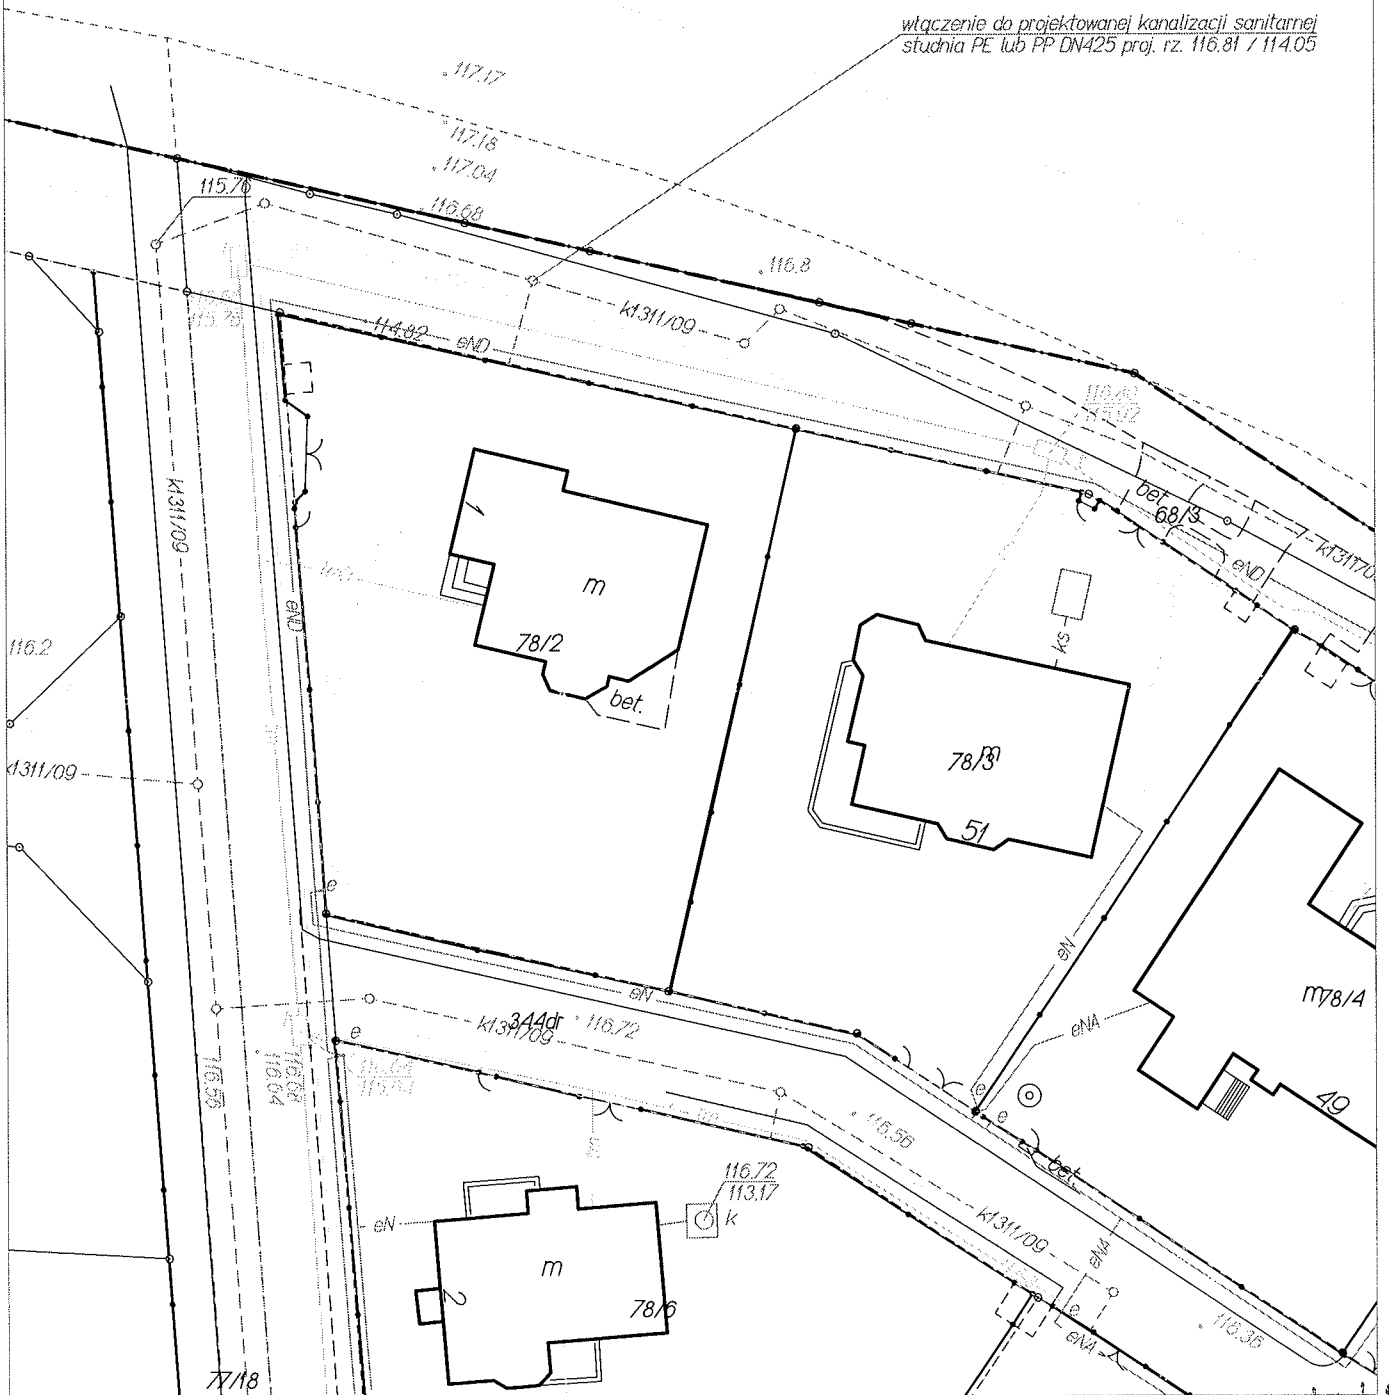 włączenie do projektowanej kanalizacji sanitarnej
studnia PE lub PP DN425 proj. rz. 116.81 / 114.05
117.17
117.18
117.04
115.76
116.68
116.8
k1311/09
114.82
eND
bet.
68/3
eND
k1311/09
eND
m
78/2
bet.
116.2
ks
m
78/3
51
k1311/09
e
eN
eN
m
78/4
eNA
49
344dr
116.72
k1311/09
e
116.56
116.64
116.68
e
e
116.56
bet.
116.72
113.17
k
eN
k1311/09
eNA
m
2
78/6
e
eNA
116.36
77/18